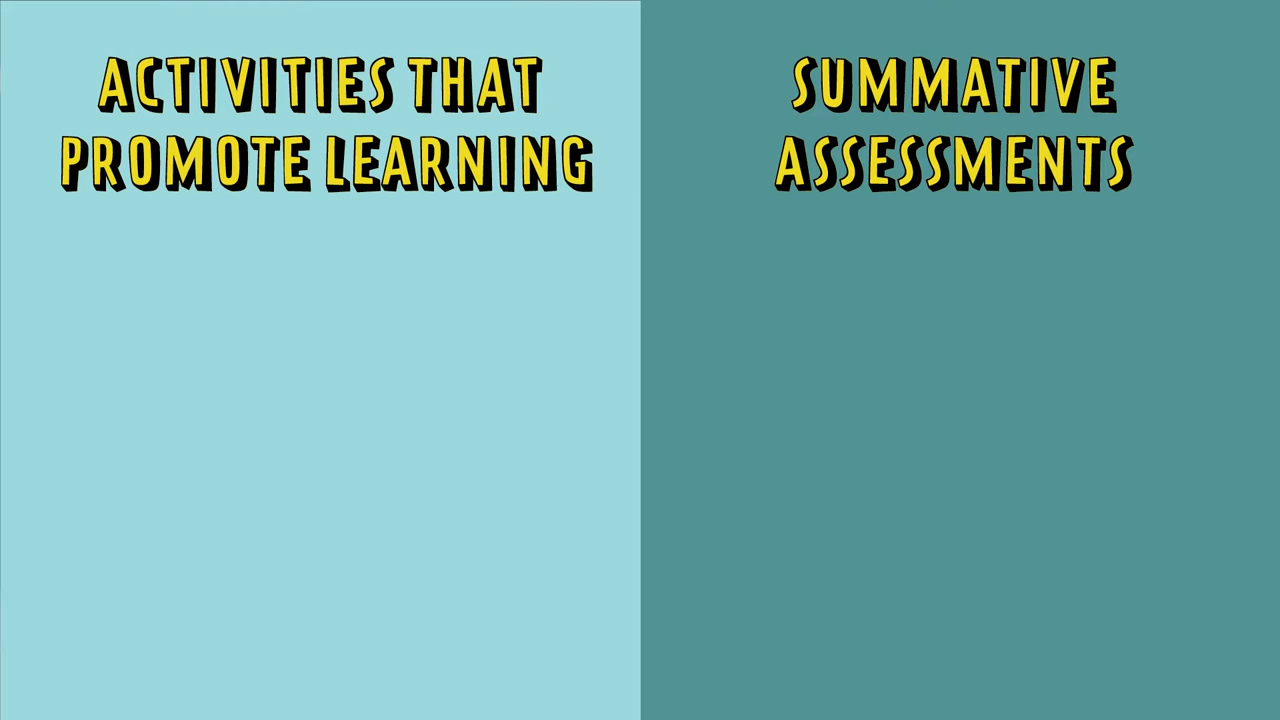 ACTIVITIES THAT
PROMOTE LEARNING
SUMMATIVE
ASSESSMENTS